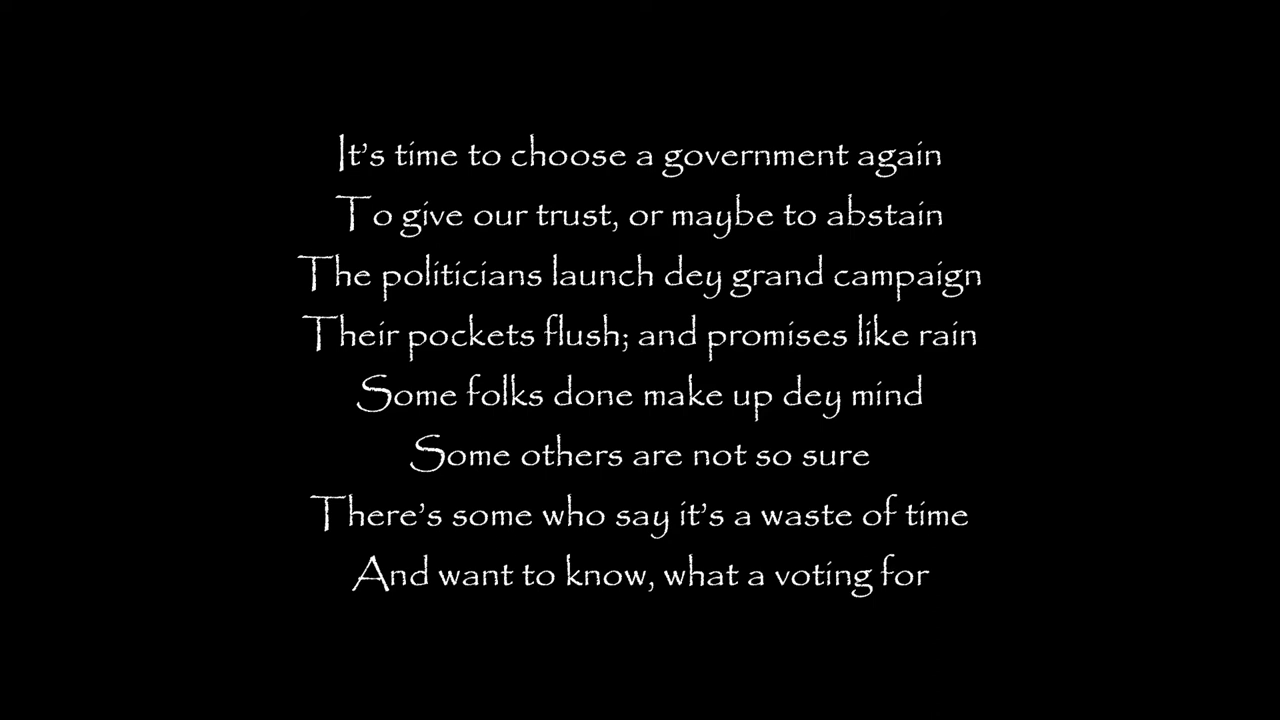 It's time to choose a government again
To give our trust, or maybe to abstain
The politicians launch dey grand campaign
Their pockets flush; and promises like rain
Some folks done make up dey mind
Some others are not so sure
There's some who say it's a waste of time
And want to know, what a voting for